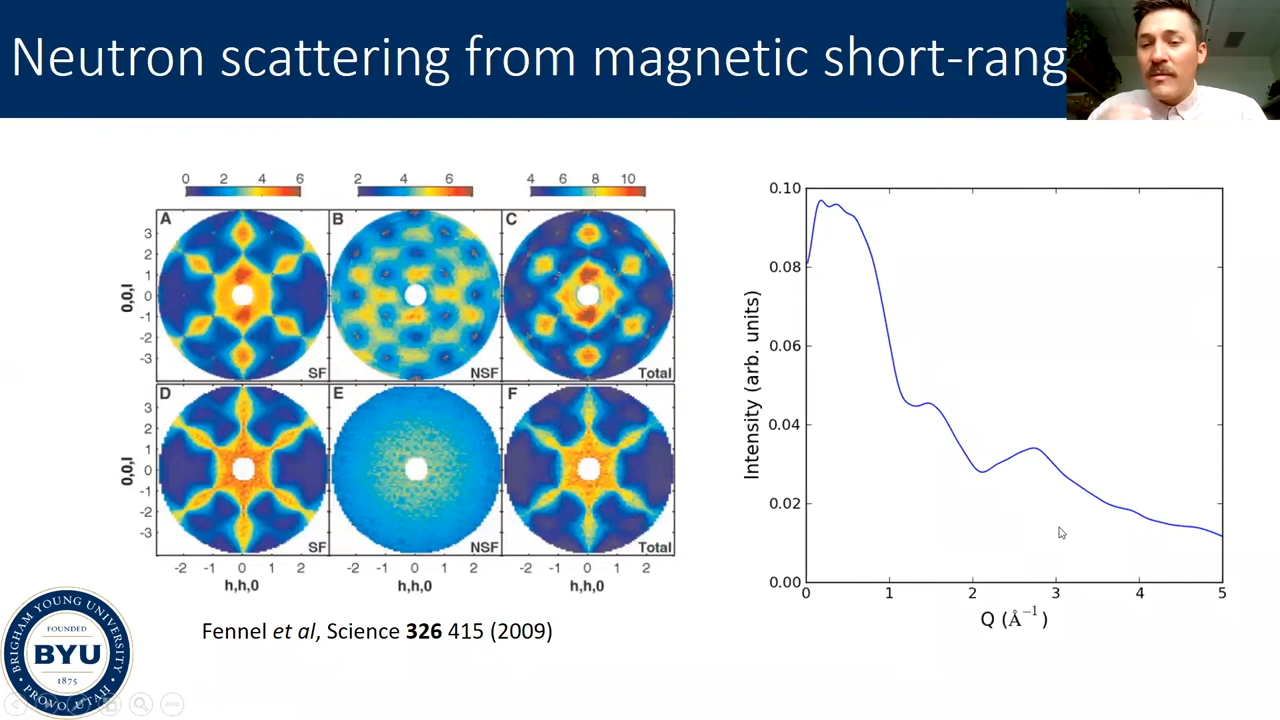 Neutron scattering from magnetic short-rang
0 2 4 6
2 4 6
4 6 8 10
A
B
C
3
2
1
0
-1
-2
-3
0,0,l
SF
NSF
Total
D
E
F
3
2
1
0
-1
-2
-3
0,0,l
SF
NSF
Total
-2 -1 0 1 2
-2 -1 0 1 2
-2 -1 0 1 2
h,h,0
h,h,0
h,h,0
Fennel et al, Science 326 415 (2009)
0.10
0.08
0.06
0.04
0.02
0.00
Intensity (arb. units)
0 1 2 3 4 5
Q (Å⁻¹)
BRIGHAM YOUNG UNIVERSITY
FOUNDED
BYU
1875
PROVO, UTAH